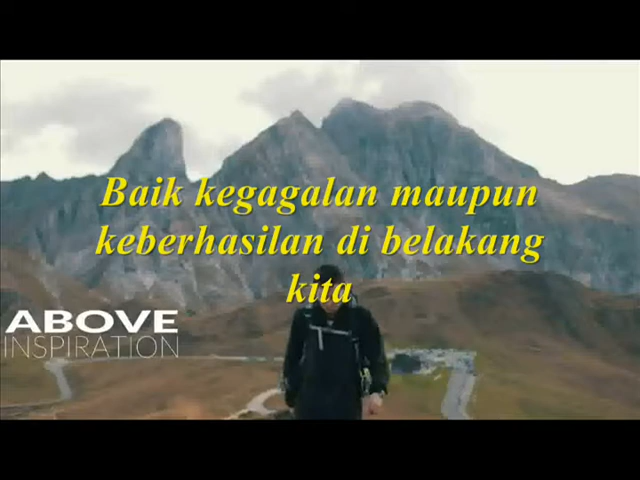 Baik kegagalan maupun
keberhasilan di belakang
kita
ABOVE
INSPIRATION